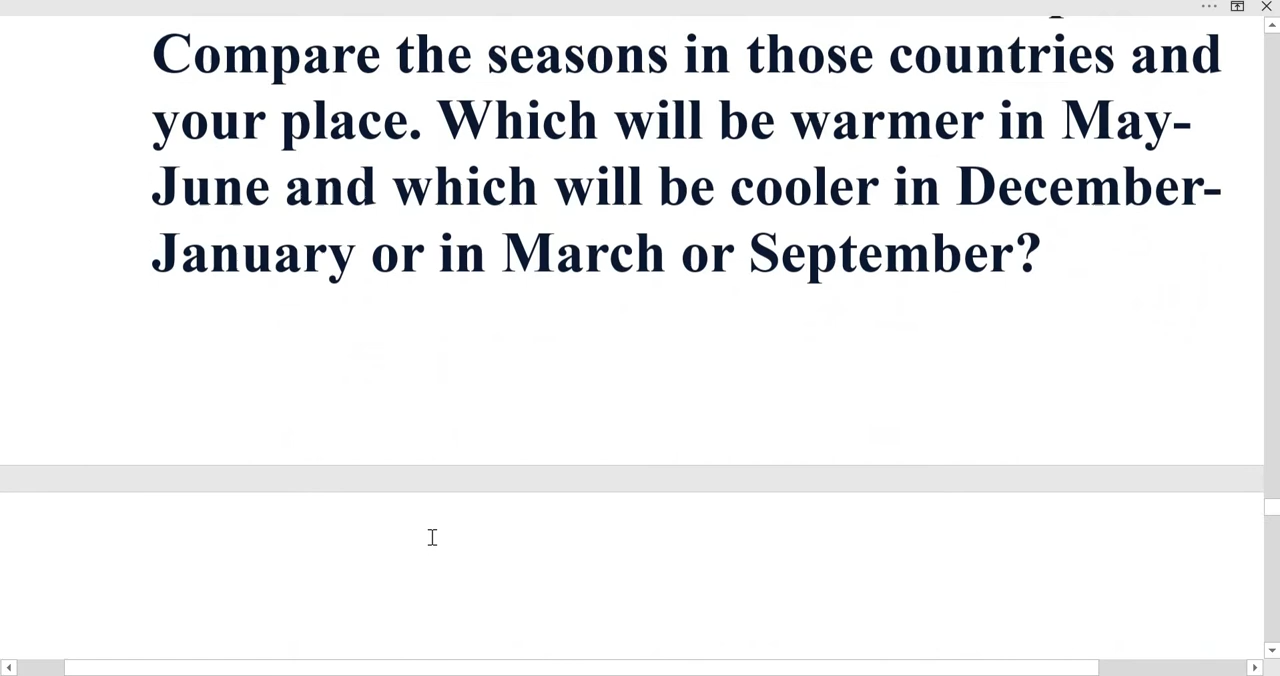 Compare the seasons in those countries and
your place. Which will be warmer in May-
June and which will be cooler in December-
January or in March or September?